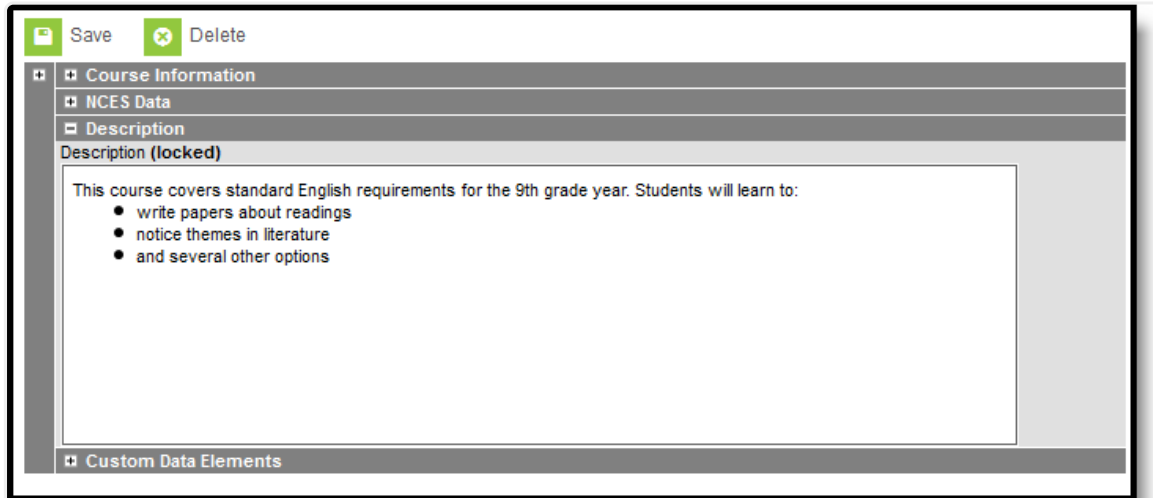 Save Delete
Course Information
NCES Data
Description
Description (locked)
This course covers standard English requirements for the 9th grade year. Students will learn to:
write papers about readings
notice themes in literature
and several other options
Custom Data Elements